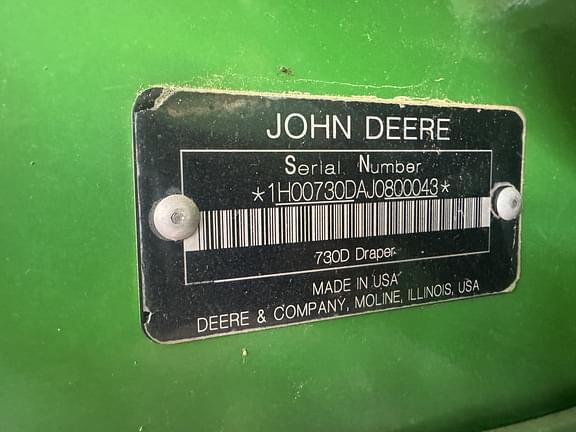 JOHN DEERE
Serial Number
*1H00730DAJ0800043*
730D Draper
MADE IN USA
DEERE & COMPANY, MOLINE, ILLINOIS, USA